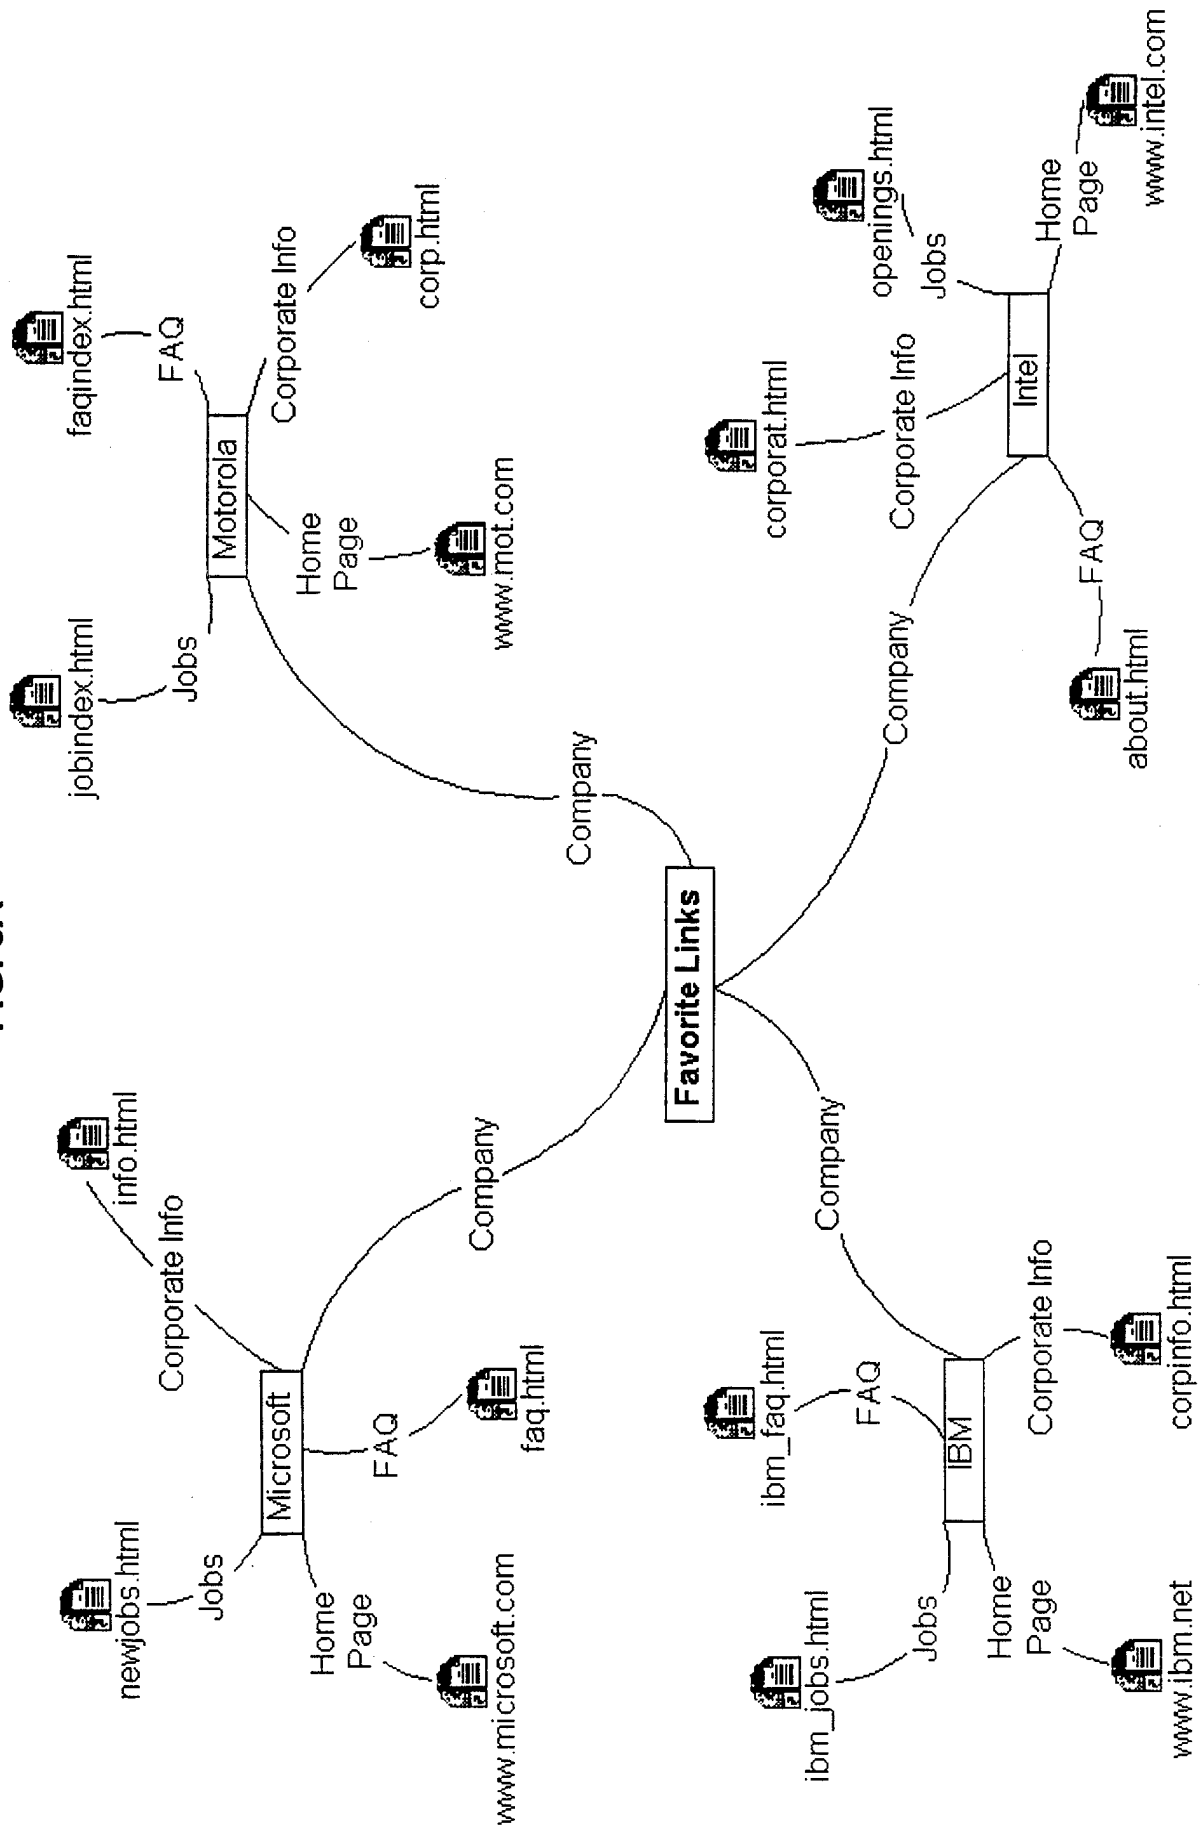 newjobs.html
Jobs
Microsoft
Home
Page
www.microsoft.com
FAQ
faq.html
Corporate Info
info.html
Company
jobindex.html
Jobs
Motorola
FAQ
faqindex.html
Corporate Info
corp.html
Home
Page
www.mot.com
Company
Favorite Links
Company
ibm_jobs.html
Jobs
IBM
FAQ
ibm_faq.html
Home
Page
www.ibm.net
Corporate Info
corpinfo.html
Company
Intel
Corporate Info
corporat.html
Jobs
openings.html
FAQ
about.html
Home
Page
www.intel.com